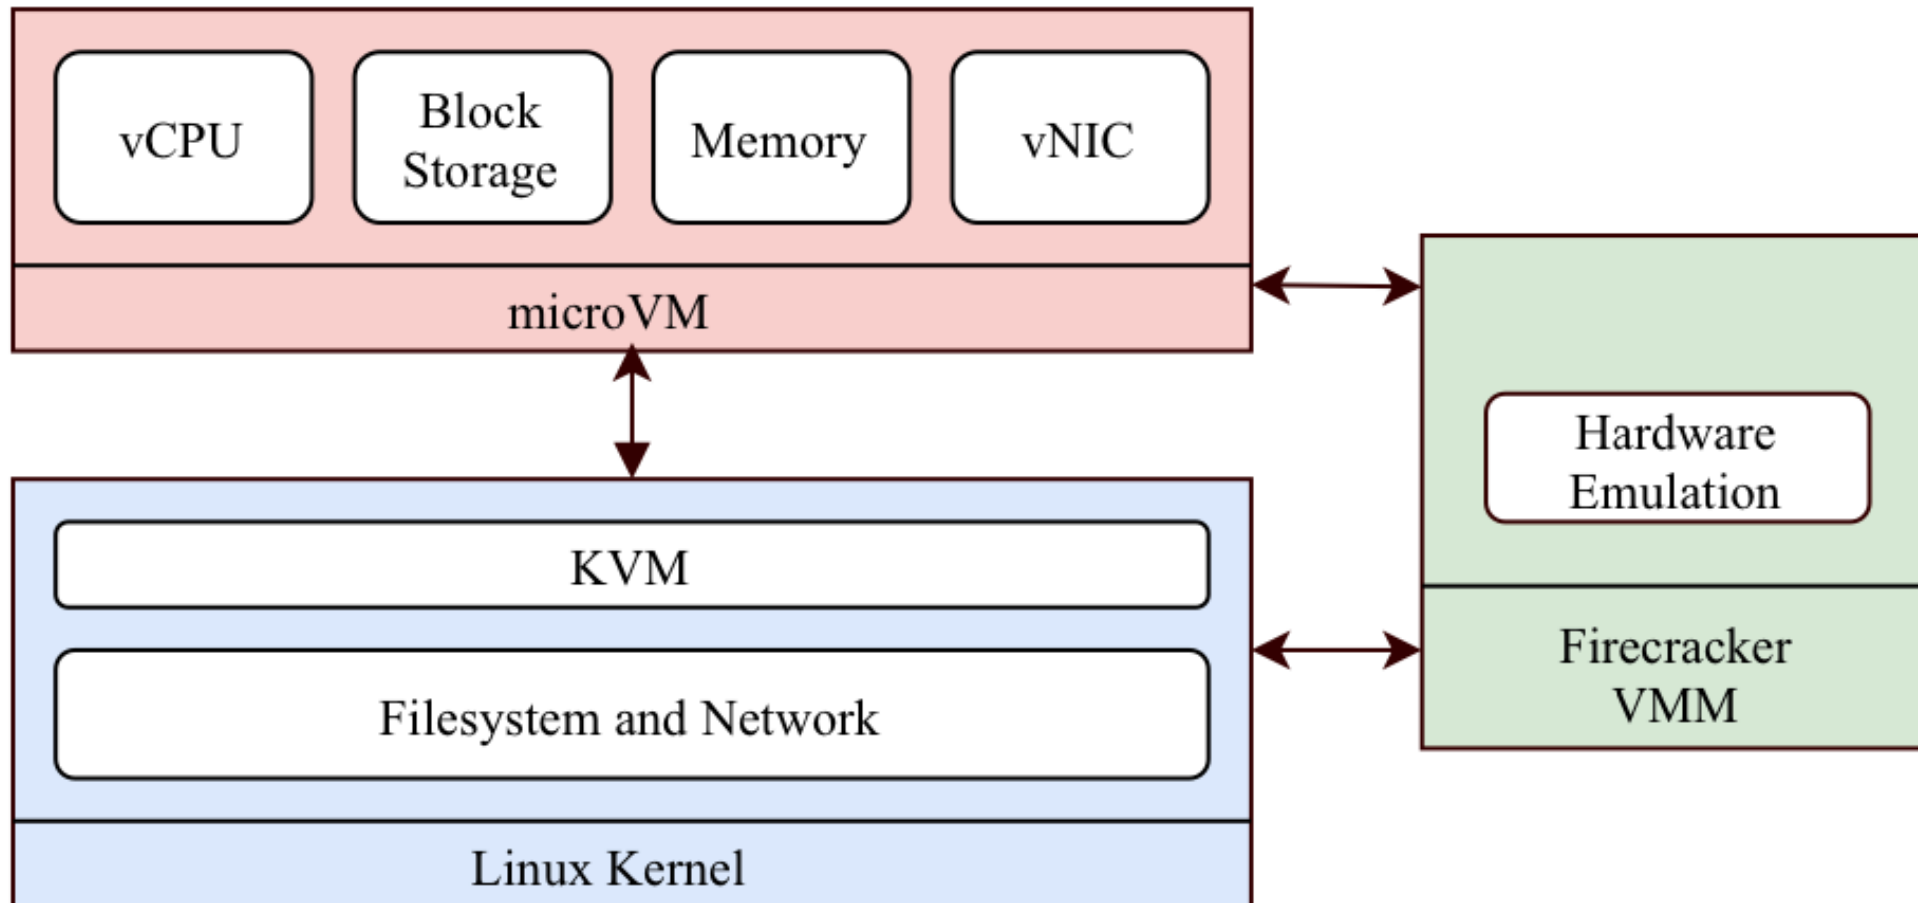 vCPU
Block
Storage
Memory
vNIC
microVM
Hardware
Emulation
Firecracker
VMM
KVM
Filesystem and Network
Linux Kernel